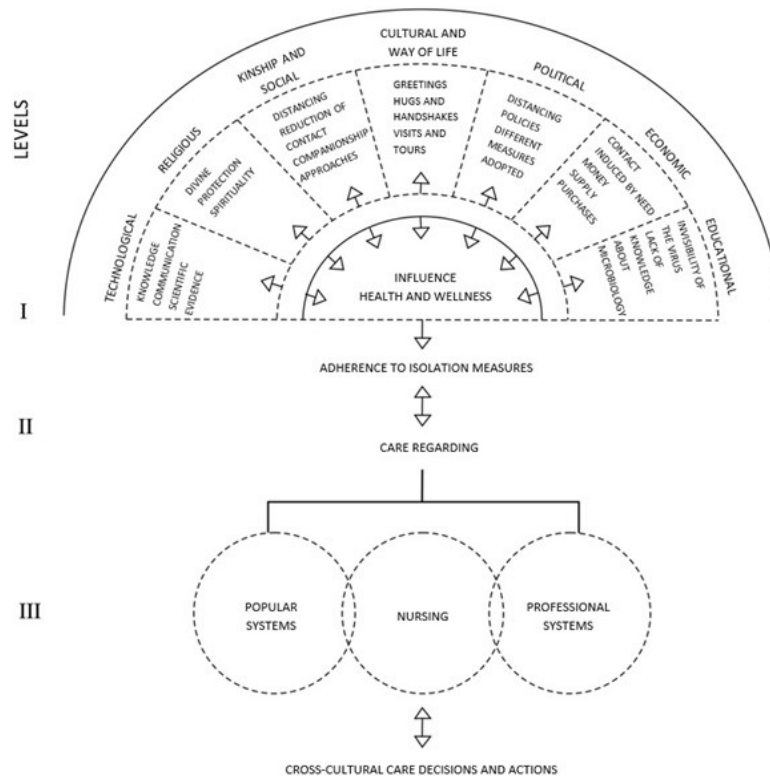 LEVELS
I
II
III
TECHNOLOGICAL
RELIGIOUS
KINSHIP AND
SOCIAL
CULTURAL AND
WAY OF LIFE
POLITICAL
ECONOMIC
EDUCATIONAL
KNOWLEDGE
COMMUNICATION
SCIENTIFIC
EVIDENCE
DIVINE
PROTECTION
SPIRITUALITY
DISTANCING
REDUCTION OF
CONTACT
COMPANIONSHIP
APPROACHES
GREETINGS
HUGS AND
HANDSHAKES
VISITS AND
TOURS
DISTANCING
POLICIES
DIFFERENT
MEASURES
ADOPTED
CONTACT
INDUCED BY NEED
MONEY
SUPPLY
PURCHASES
INVISIBILITY OF
THE VIRUS
LACK OF
KNOWLEDGE
ABOUT
MICROBIOLOGY
INFLUENCE
HEALTH AND WELLNESS
ADHERENCE TO ISOLATION MEASURES
CARE REGARDING
POPULAR
SYSTEMS
NURSING
PROFESSIONAL
SYSTEMS
CROSS-CULTURAL CARE DECISIONS AND ACTIONS